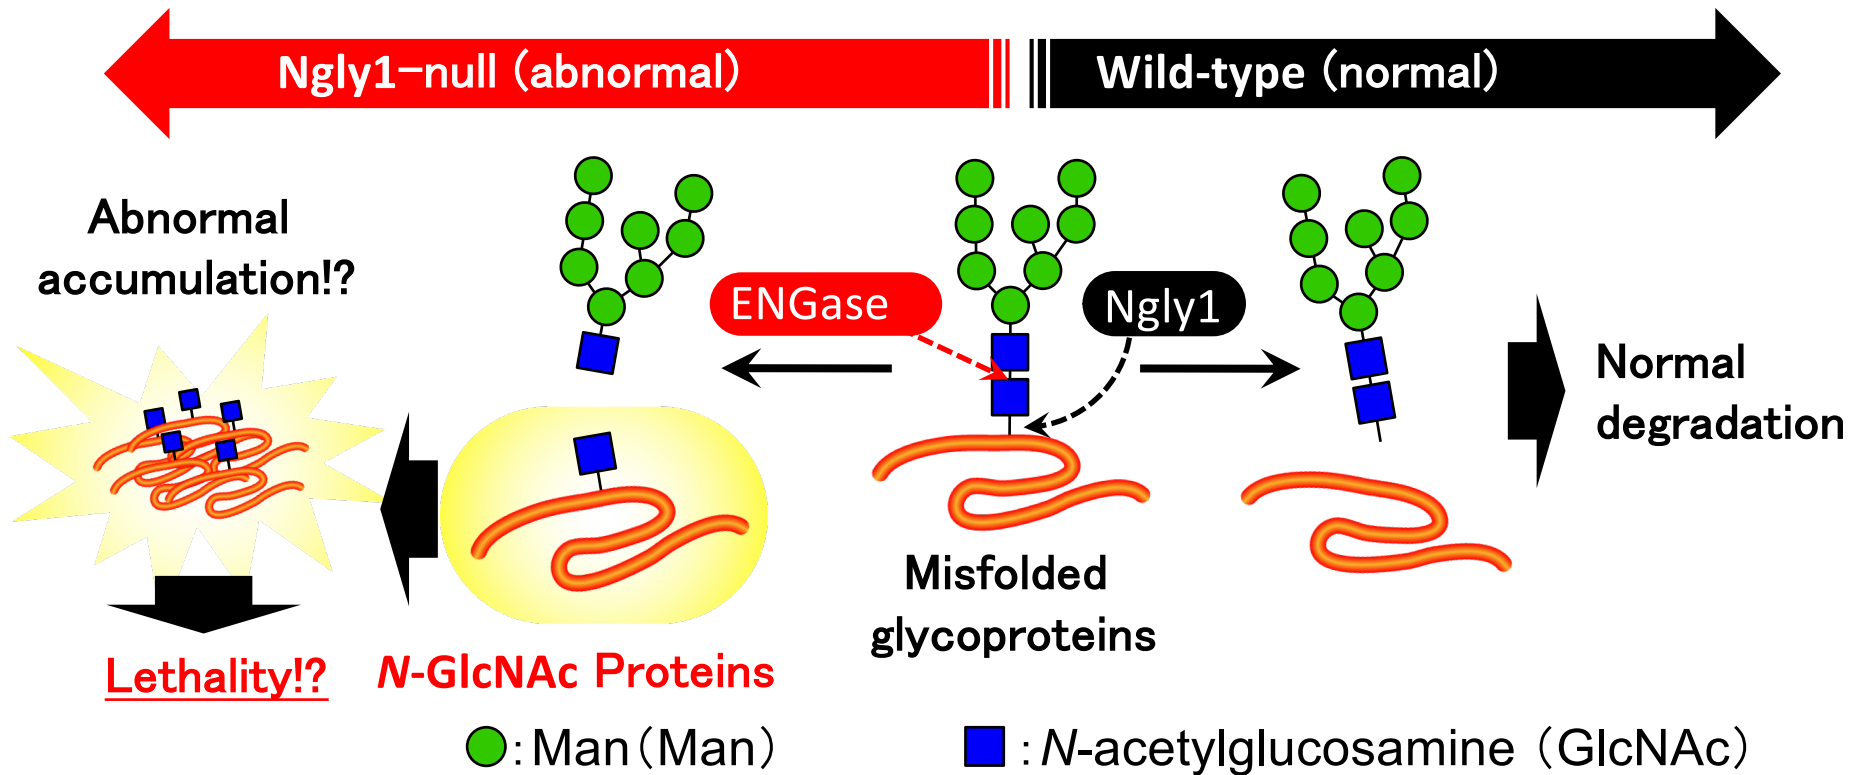 Ngly1−null (abnormal)
Wild-type (normal)
Abnormal
accumulation!?
ENGase
Ngly1
Normal
degradation
Misfolded
glycoproteins
Lethality!?
N-GlcNAc Proteins
: Man (Man)
: N-acetylglucosamine (GlcNAc)